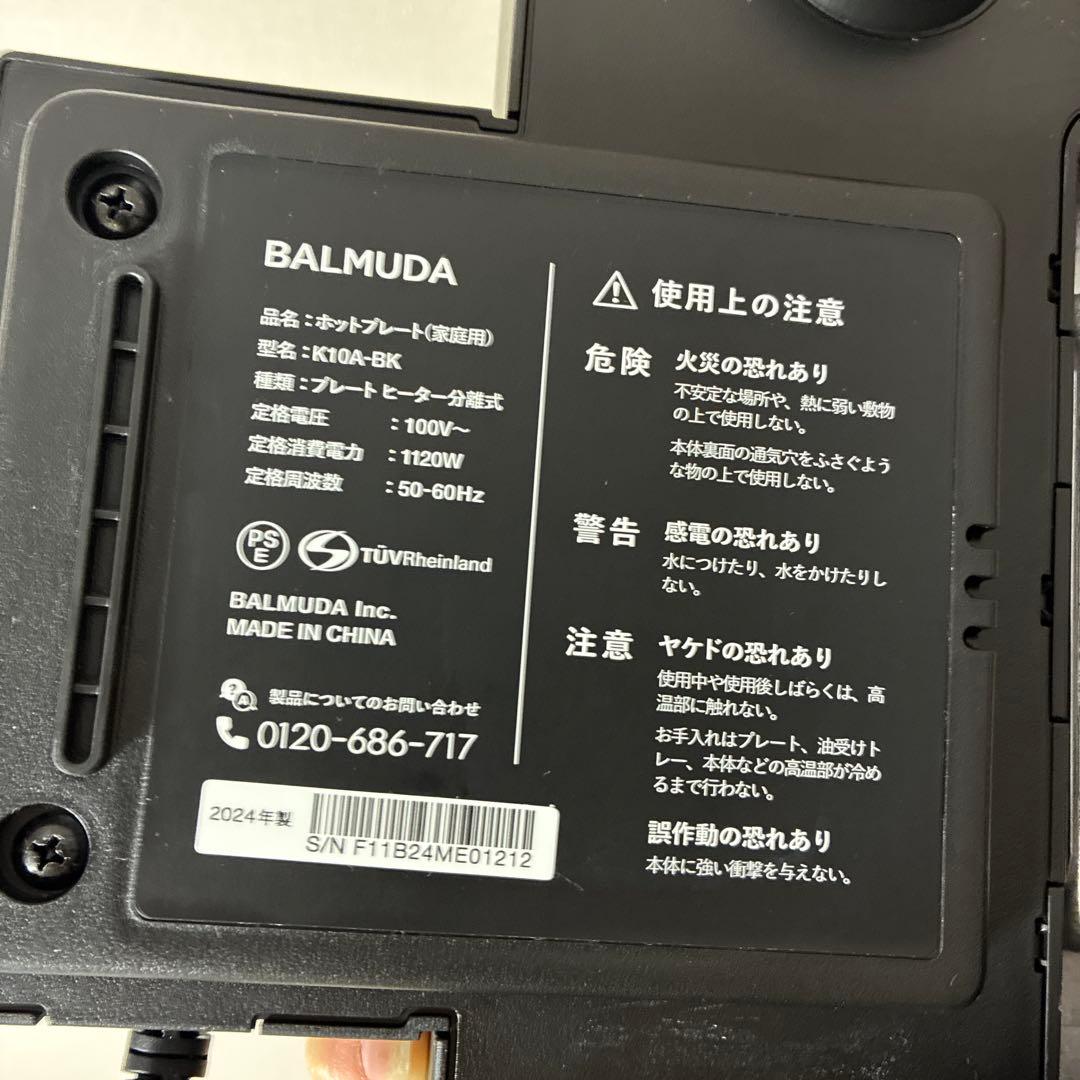 BALMUDA
品名：ホットプレート(家庭用)
型名：K10A-BK
種類：プレート ヒーター分離式
定格電圧 ：100V～
定格消費電力 ：1120W
定格周波数 ：50-60Hz
PS
E
TÜVRheinland
BALMUDA Inc.
MADE IN CHINA
? A
製品についてのお問い合わせ
0120-686-717
2024年製
S/N F11B24ME01212
使用上の注意
危険 火災の恐れあり
不安定な場所や、熱に弱い敷物
の上で使用しない。
本体裏面の通気穴をふさぐよう
な物の上で使用しない。
警告 感電の恐れあり
水につけたり、水をかけたりし
ない。
注意 ヤケドの恐れあり
使用中や使用後しばらくは、高
温部に触れない。
お手入れはプレート、油受けト
レー、本体などの高温部が冷め
るまで行わない。
誤作動の恐れあり
本体に強い衝撃を与えない。